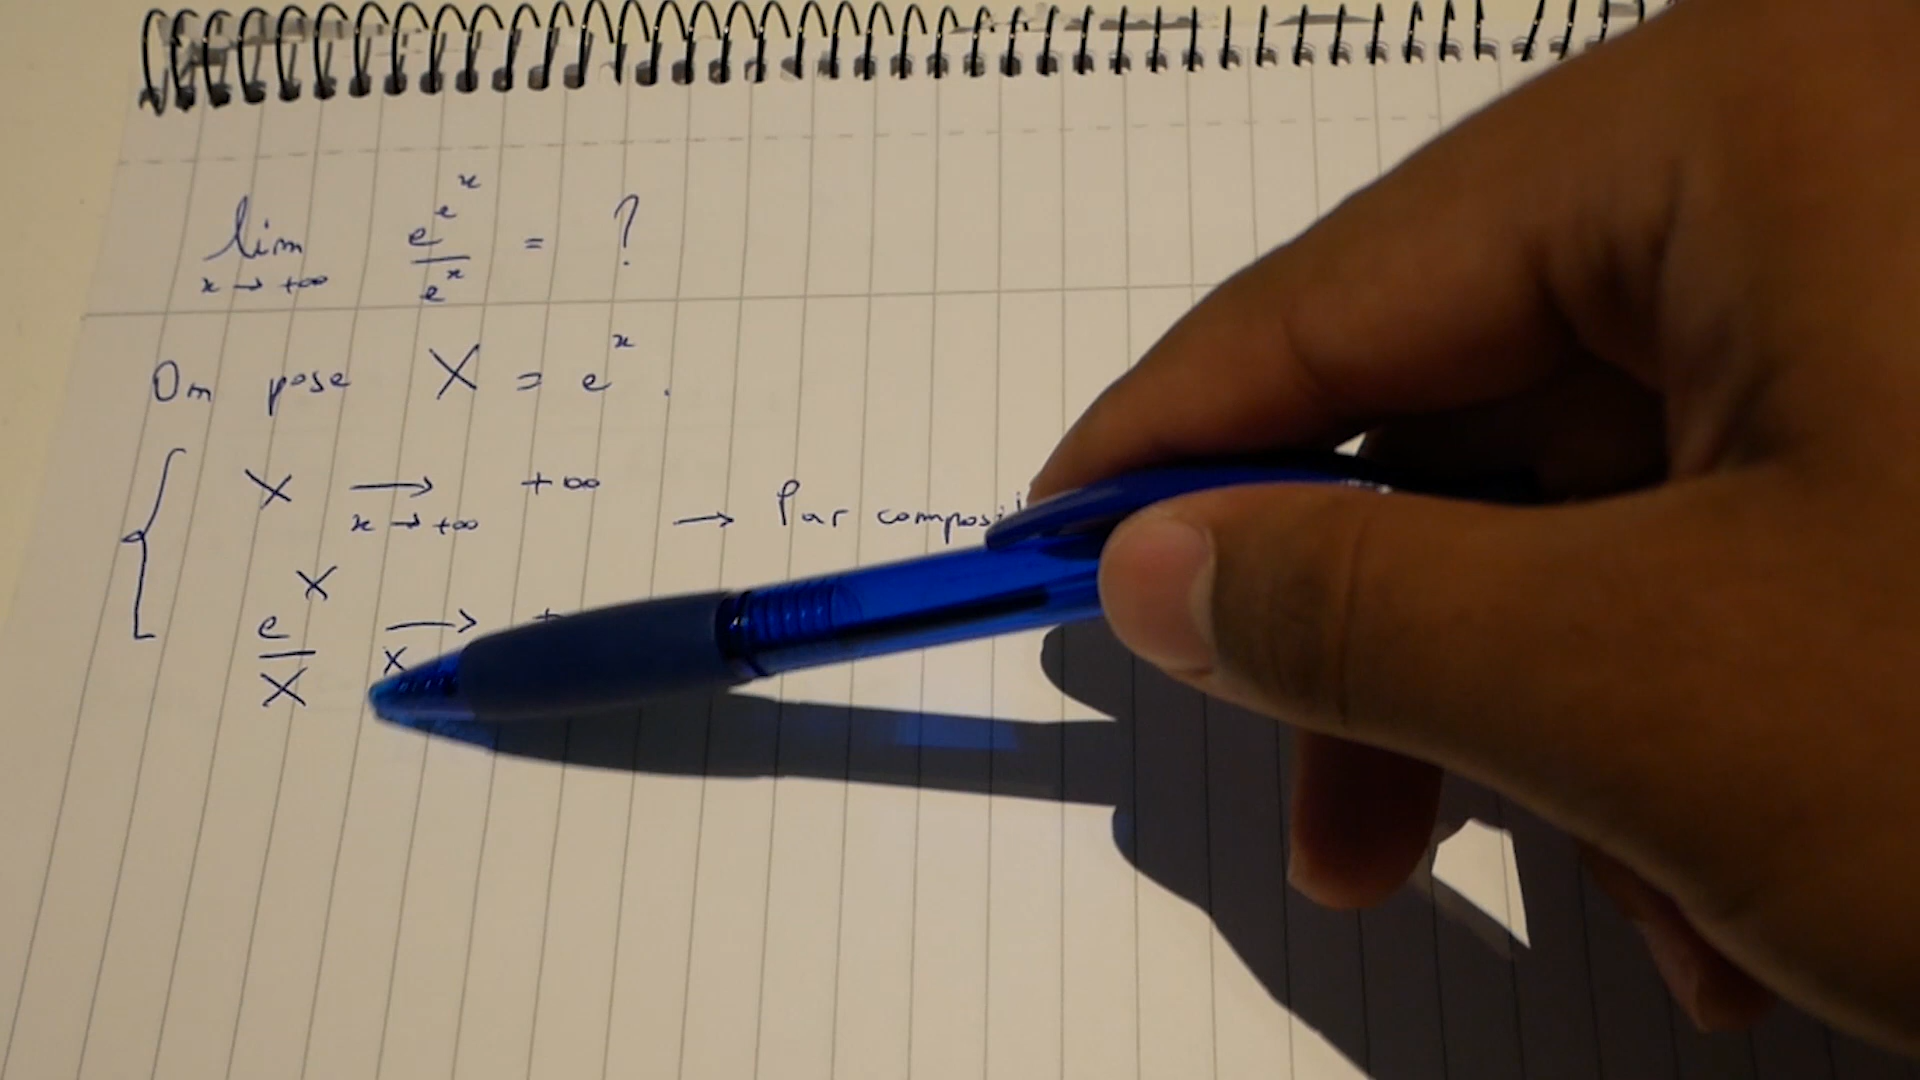 lim x → +∞ e^{e^x} / e^x = ?
On pose X = e^x .
X → +∞ x → +∞
→ Par
e^X / X → X